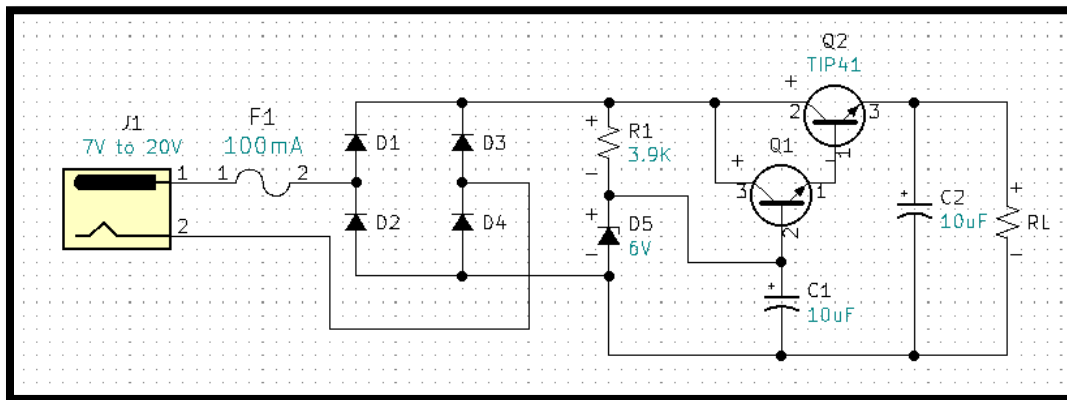 J1
7V to 20V
1
2
F1
100mA
1
2
D1
D2
D3
D4
+
R1
3.9K
−
+
D5
6V
−
Q2
TIP41
+
2
3
1
−
Q1
+
3
1
2
+
C1
10uF
+
C2
10uF
+
RL
−